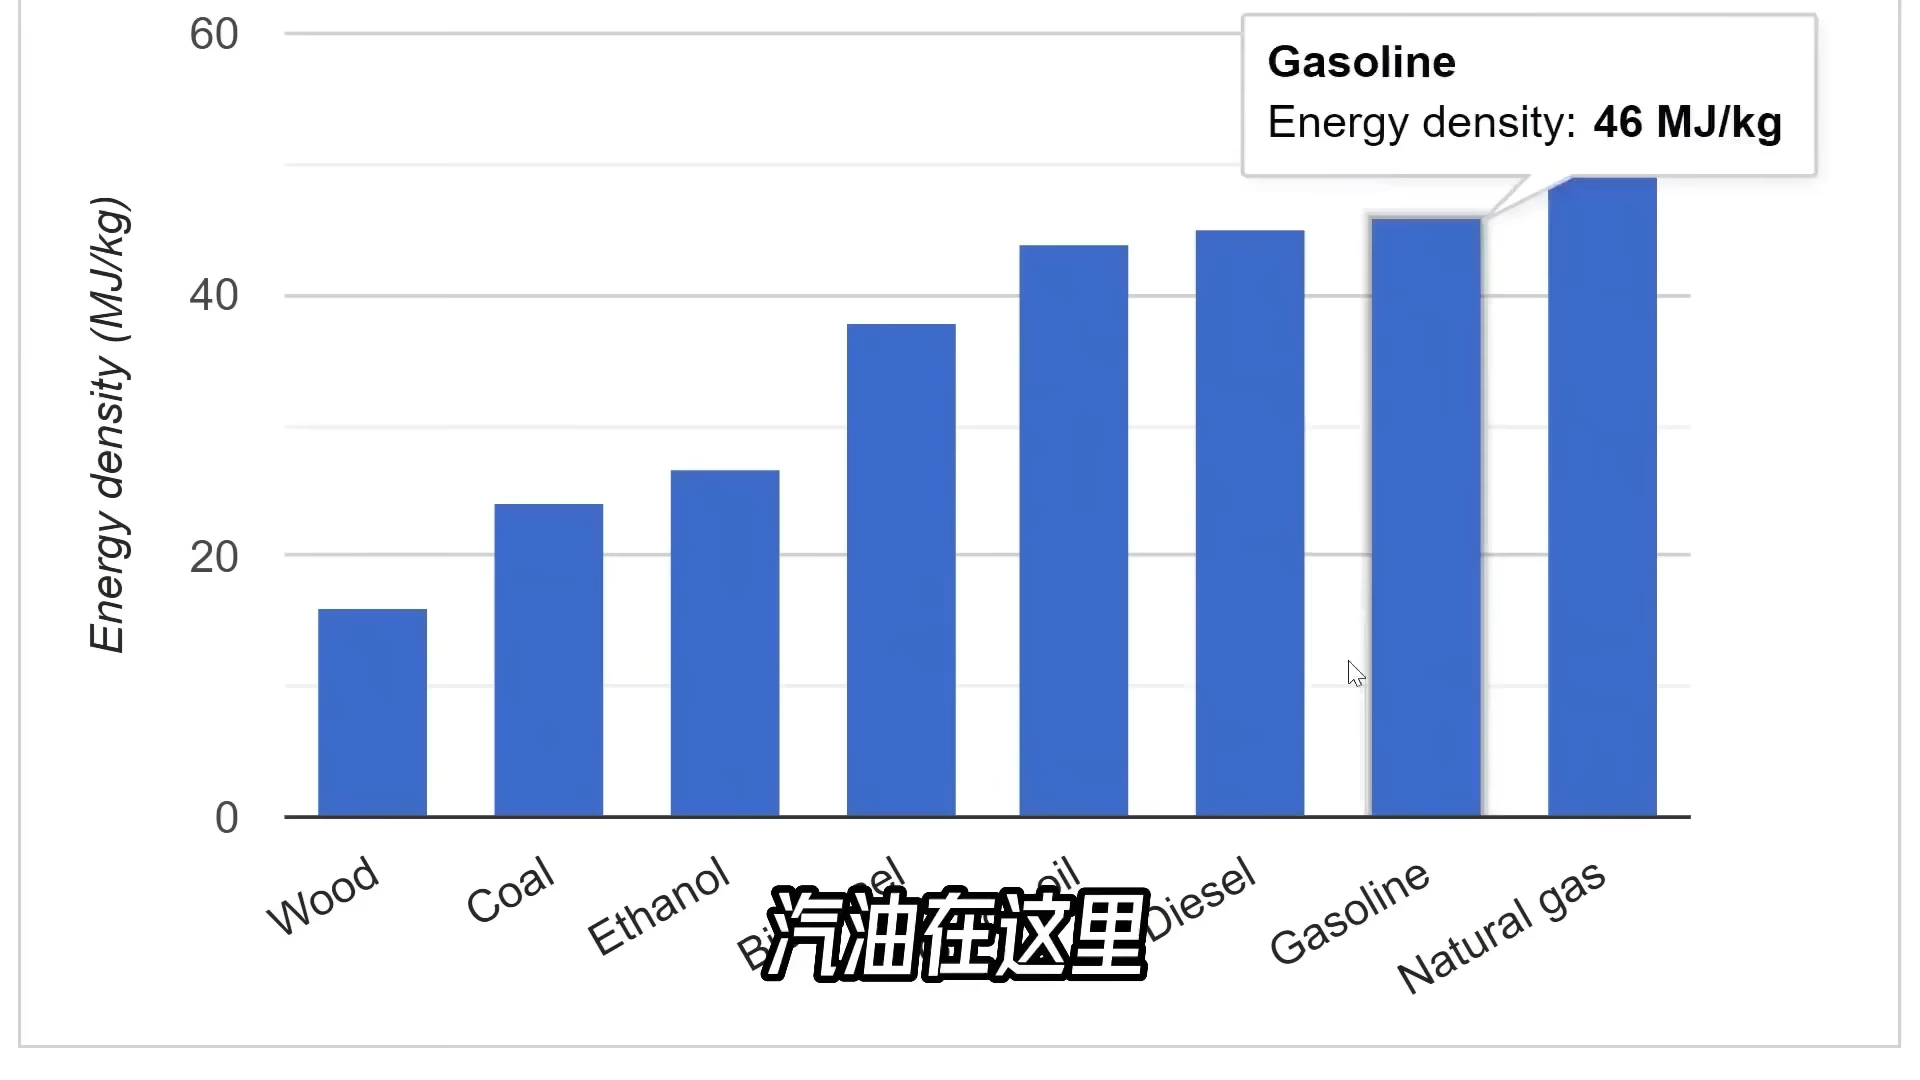 60
Gasoline
Energy density: 46 MJ/kg
Energy density (MJ/kg)
40
20
0
Wood
Coal
Ethanol
oil
Diesel
Gasoline
Natural gas
汽油在这里